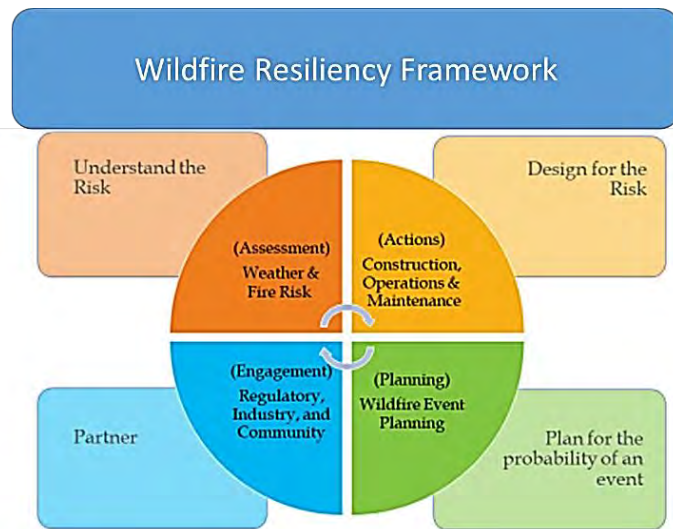 Wildfire Resiliency Framework
Understand the
Risk
Design for the
Risk
(Assessment)
Weather &
Fire Risk
(Actions)
Construction,
Operations &
Maintenance
(Engagement)
Regulatory,
Industry, and
Community
(Planning)
Wildfire Event
Planning
Partner
Plan for the
probability of an
event